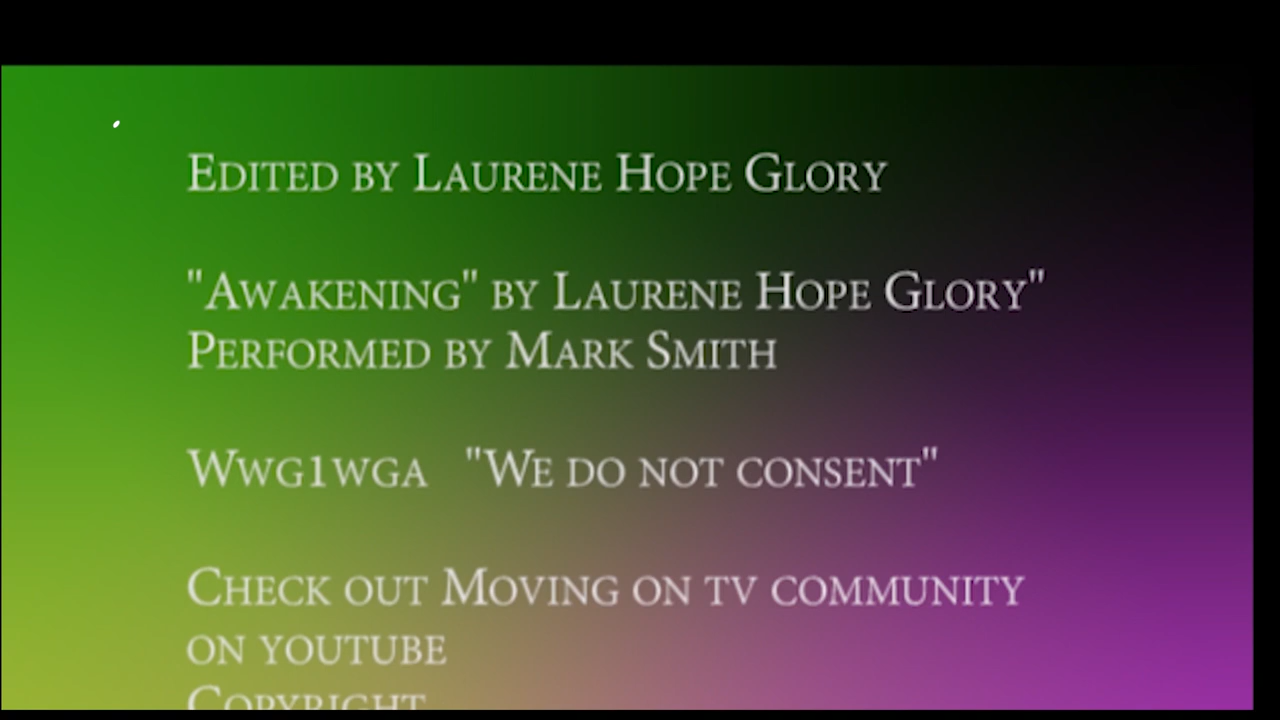 Edited by Laurene Hope Glory
"Awakening" by Laurene Hope Glory"
Performed by Mark Smith
Wwg1wga "We do not consent"
Check out Moving on tv community
on youtube
Copyright